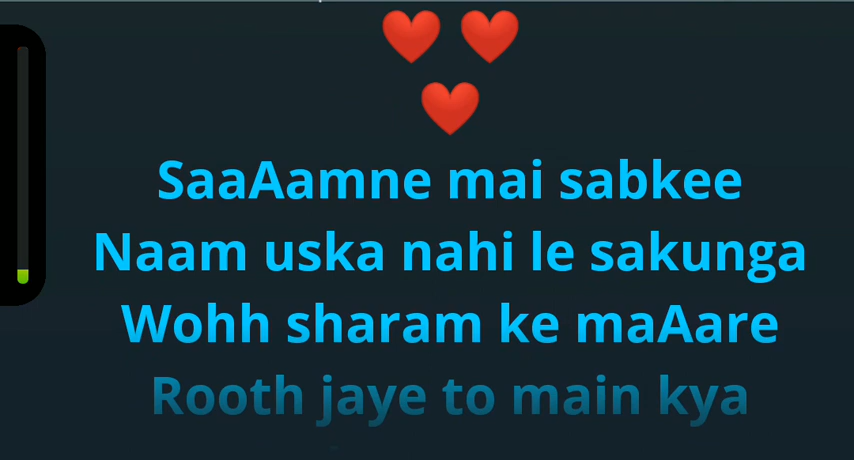 SaaAamne mai sabkee
Naam uska nahi le sakunga
Wohh sharam ke maAare
Rooth jaye to main kya